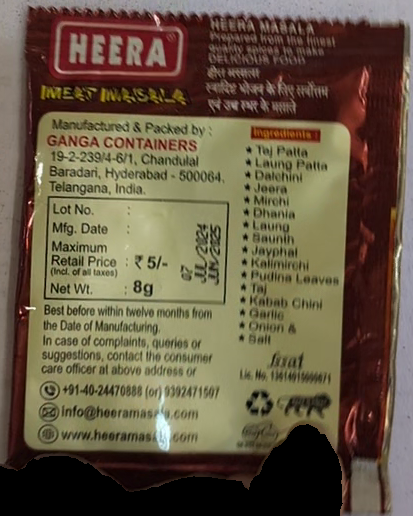 HEERA
HEERA MASALA
Prepared from the finest
quality spices to make
DELICIOUS FOOD
हीरा मसाला
स्वादिष्ट भोजन के लिए सर्वोत्तम
एवं उच्च स्तर के मसाले
MEAT MASALA
Manufactured & Packed by :
GANGA CONTAINERS
19-2-239/4-6/1, Chandulal
Baradari, Hyderabad - 500064.
Telangana, India.
Lot No. :
Mfg. Date :
Maximum
Retail Price : ₹ 5/-
(Incl. of all taxes)
Net Wt. : 8g
07
JUL/2024
JUN/2025
Best before within twelve months from
the Date of Manufacturing.
In case of complaints, queries or
suggestions, contact the consumer
care officer at above address or
+91-40-24470888 (or) 9392471507
info@heeramasala.com
www.heeramasala.com
Ingredients :
★ Tej Patta
★ Laung Patta
★ Dalchini
★ Jeera
★ Mirchi
★ Dhania
★ Laung
★ Saunth
★ Jayphal
★ Kalimirchi
★ Pudina Leaves
★ Taj
★ Kabab Chini
★ Garlic
★ Onion &
★ Salt
fssai
Lic. No.